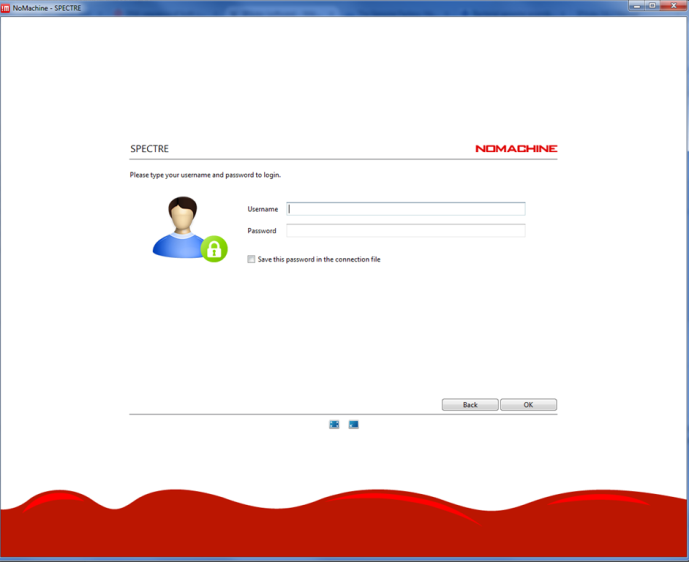 NoMachine - SPECTRE
SPECTRE
NOMACHINE
Please type your username and password to login.
Username
Password
Save this password in the connection file
Back
OK